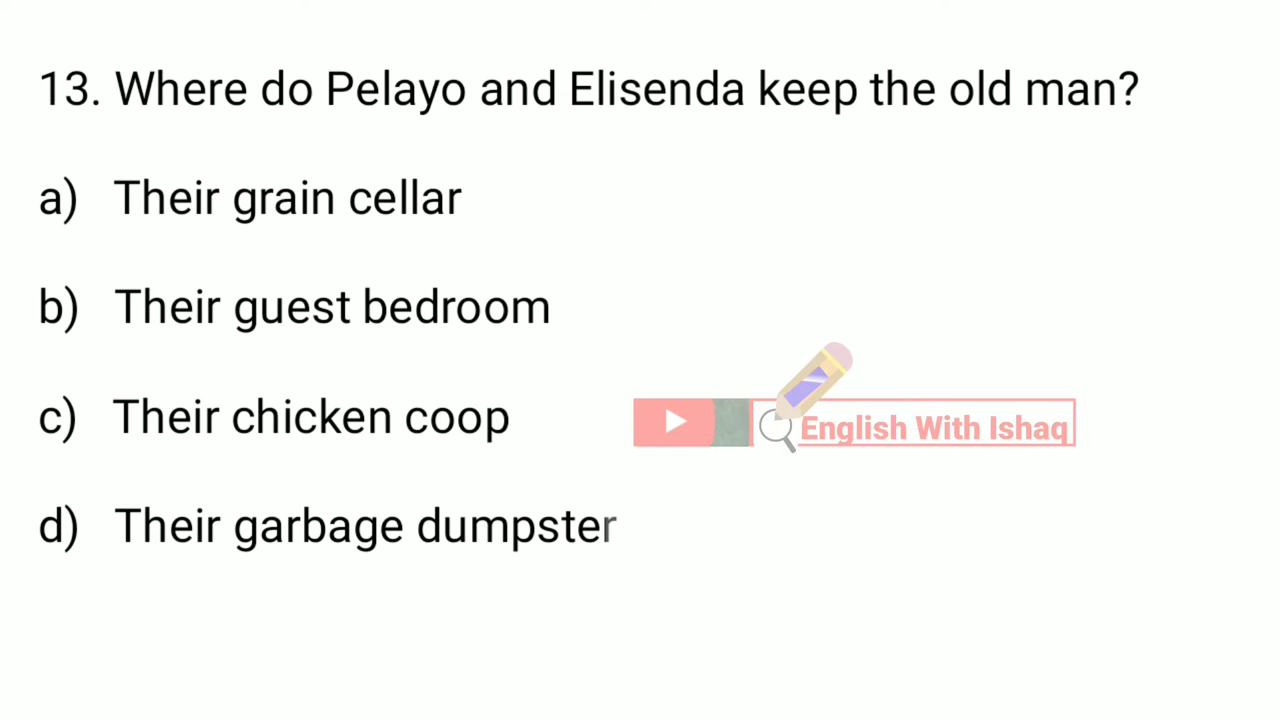 13. Where do Pelayo and Elisenda keep the old man?
a) Their grain cellar
b) Their guest bedroom
c) Their chicken coop
English With Ishaq
d) Their garbage dumpster